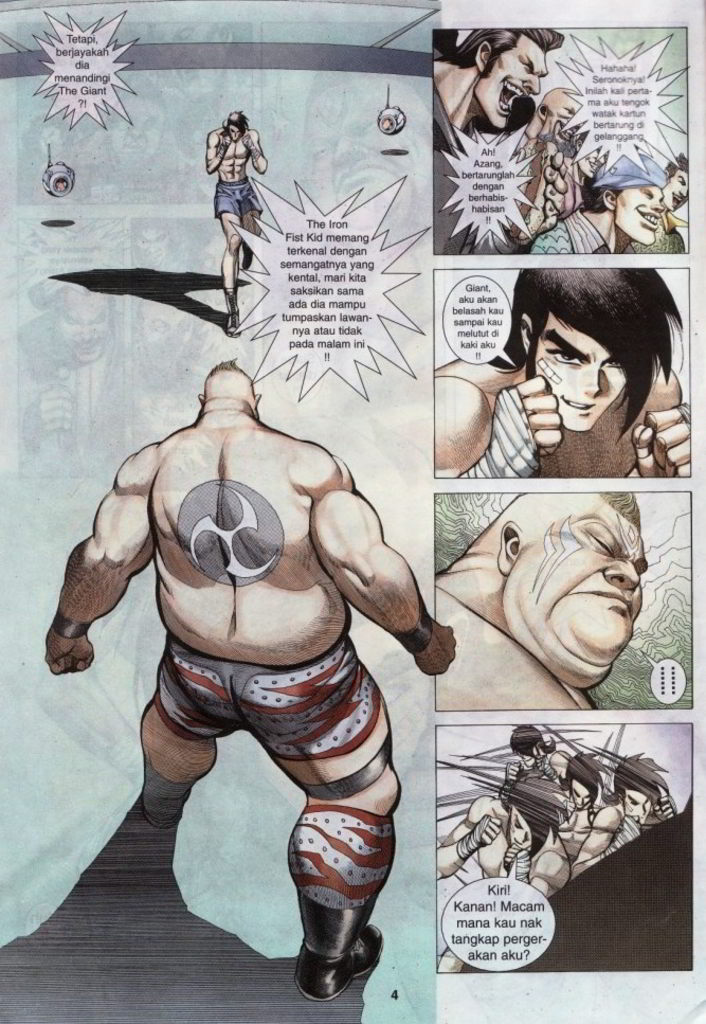 Tetapi,
berjayakah
dia
menandingi
The Giant
?!
The Iron
Fist Kid memang
terkenal dengan
semangatnya yang
kental, mari kita
saksikan sama
ada dia mampu
tumpaskan lawan-
nya atau tidak
pada malam ini
!!
Hahaha!
Seronoknya!
Inilah kali perta-
ma aku tengok
watak kartun
bertarung di
gelanggang
!!
Ah!
Azang,
bertarunglah
dengan
berhabis-
habisan
!!
Giant,
aku akan
belasah kau
sampai kau
melutut di
kaki aku
!!
!!!!
Kiri!
Kanan! Macam
mana kau nak
tangkap perger-
akan aku?
4